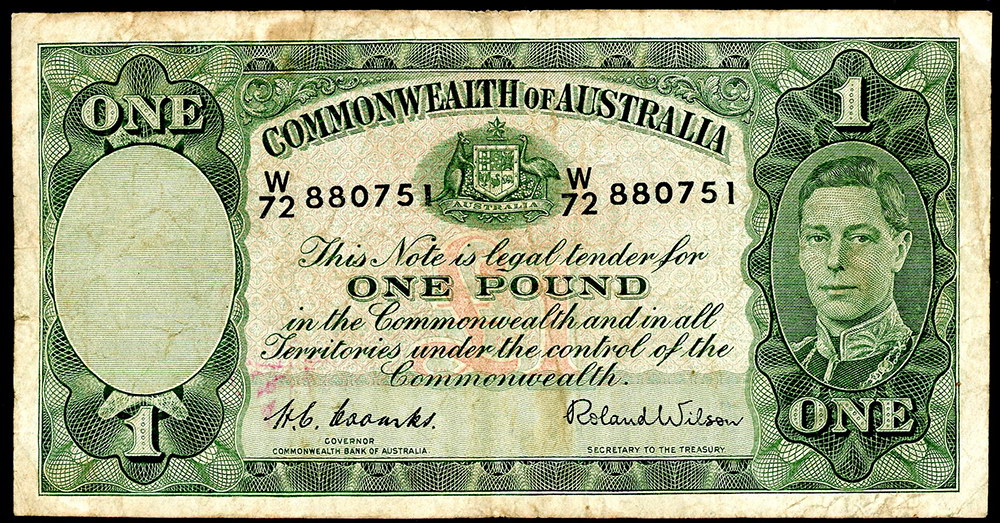 ONE
1
COMMONWEALTH OF AUSTRALIA
W/72 880751
W/72 880751
AUSTRALIA
This Note is legal tender for
ONE POUND
in the Commonwealth and in all
Territories under the control of the
Commonwealth.
H.C. Coombs.
Roland Wilson
GOVERNOR
COMMONWEALTH BANK OF AUSTRALIA.
SECRETARY TO THE TREASURY.
1
ONE